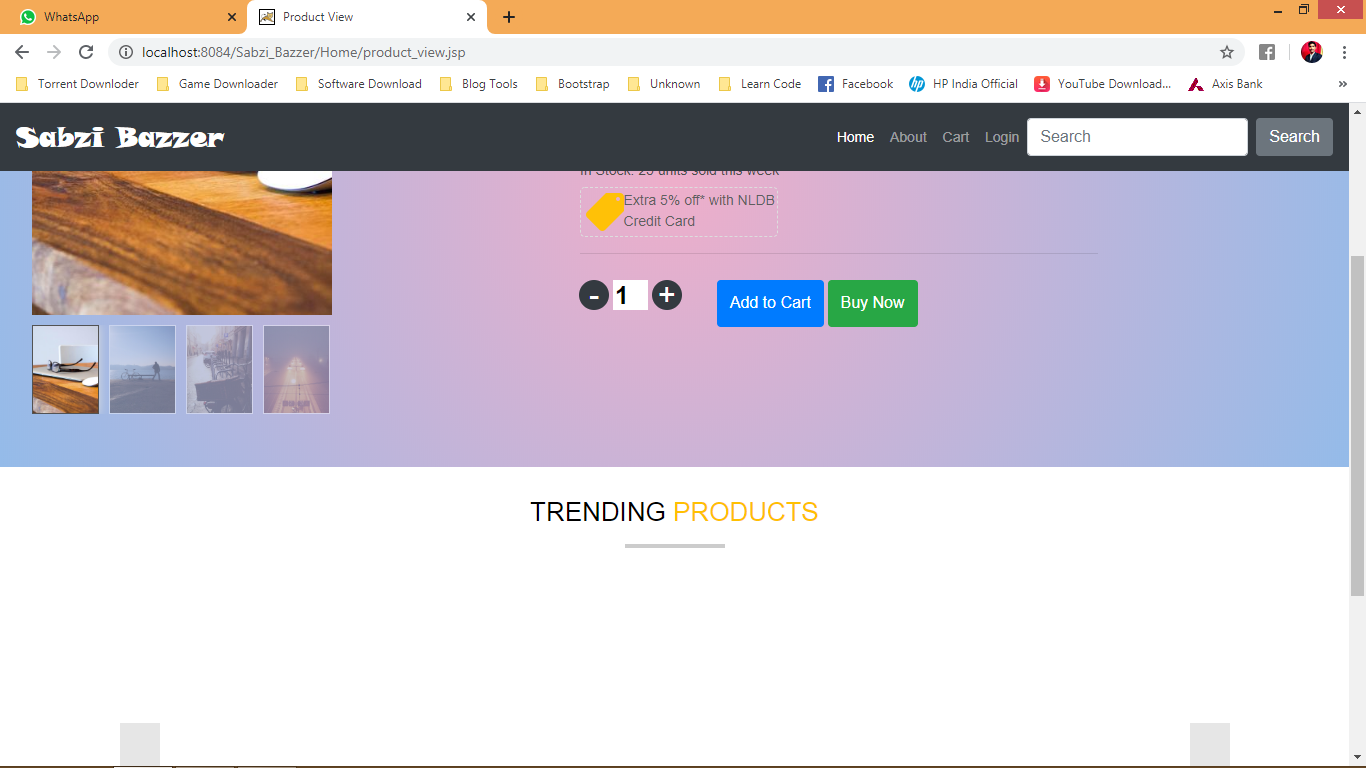 WhatsApp
Product View
localhost:8084/Sabzi_Bazzer/Home/product_view.jsp
Torrent Downloder Game Downloader Software Download Blog Tools Bootstrap Unknown Learn Code Facebook HP India Official YouTube Download... Axis Bank »
Sabzi Bazzer
Home About Cart Login Search Search
In Stock: 25 units sold this week
Extra 5% off* with NLDB
Credit Card
- 1 + Add to Cart Buy Now
TRENDING PRODUCTS